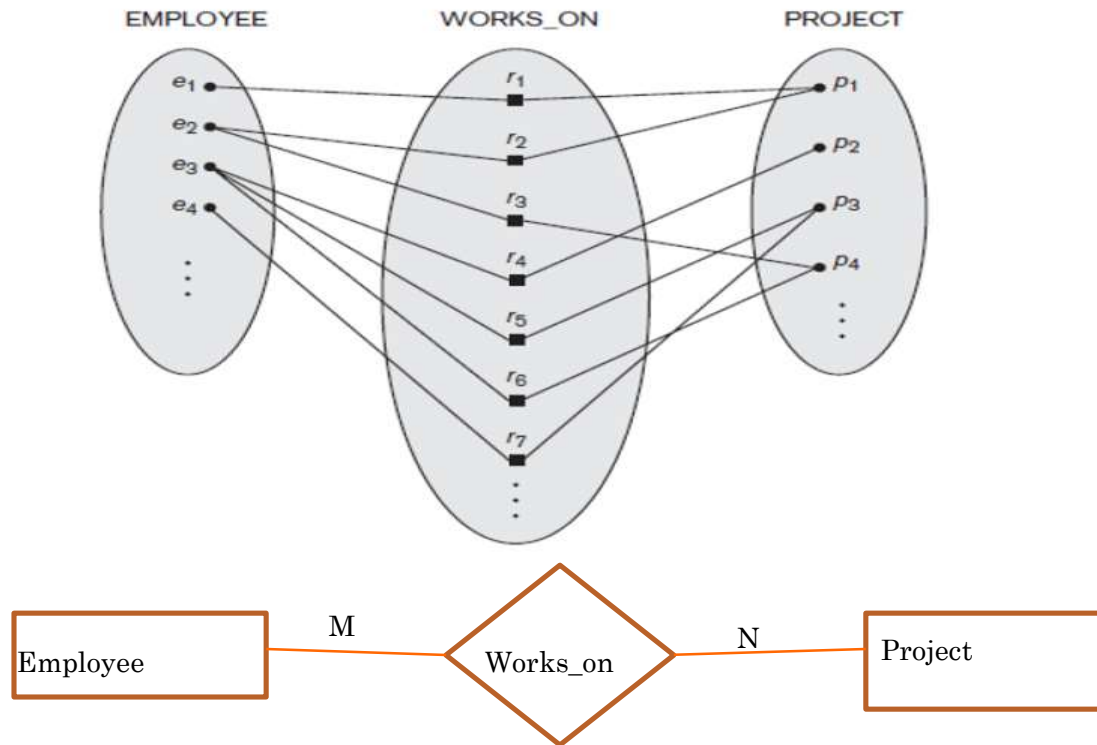 EMPLOYEE WORKS_ON PROJECT
e1 r1 p1
e2 r2 p2
e3 r3 p3
e4 r4 p4
r5
r6
r7
M N
Employee Works_on Project